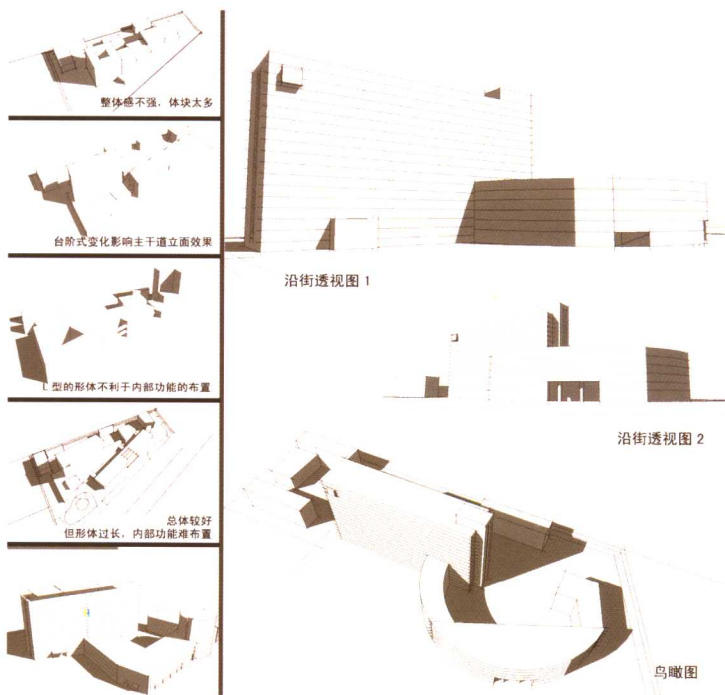 整体感不强，体块太多
台阶式变化影响主干道立面效果
L 型的形体不利于内部功能的布置
总体较好
但形体过长，内部功能难布置
沿街透视图 1
沿街透视图 2
鸟瞰图